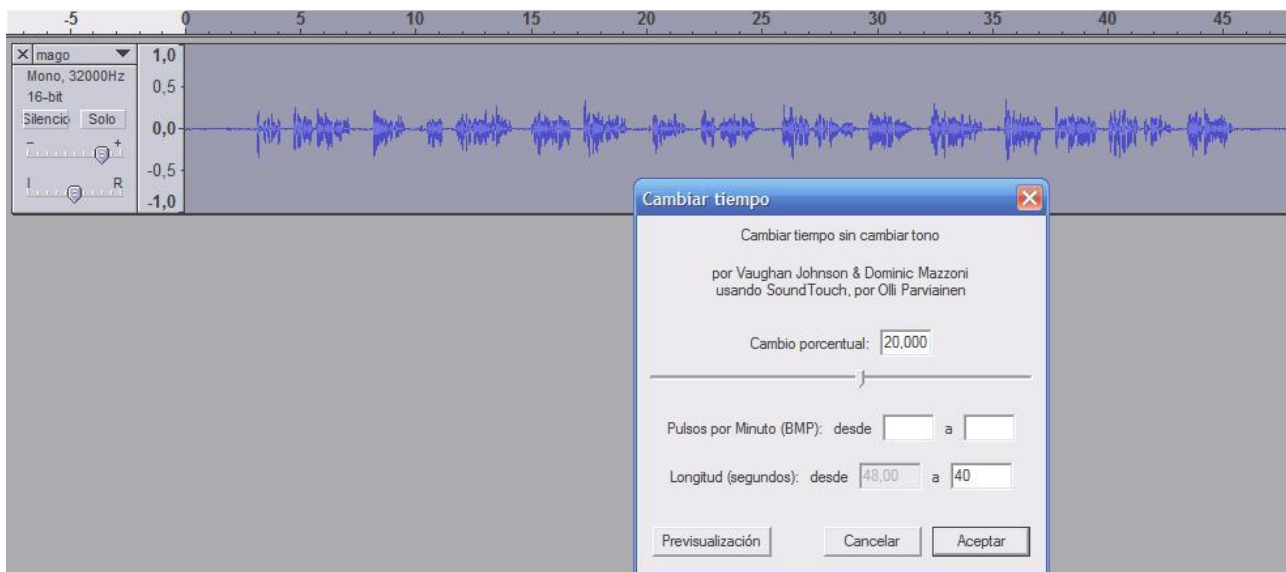 -5 0 5 10 15 20 25 30 35 40 45
mago
Mono, 32000Hz
16-bit
Silencio Solo
- +
I R
1,0
0,5
0,0
-0,5
-1,0
Cambiar tiempo
Cambiar tiempo sin cambiar tono
por Vaughan Johnson & Dominic Mazzoni
usando SoundTouch, por Olli Parviainen
Cambio porcentual: 20,000
Pulsos por Minuto (BMP): desde a
Longitud (segundos): desde 48,00 a 40
Previsualización Cancelar Aceptar